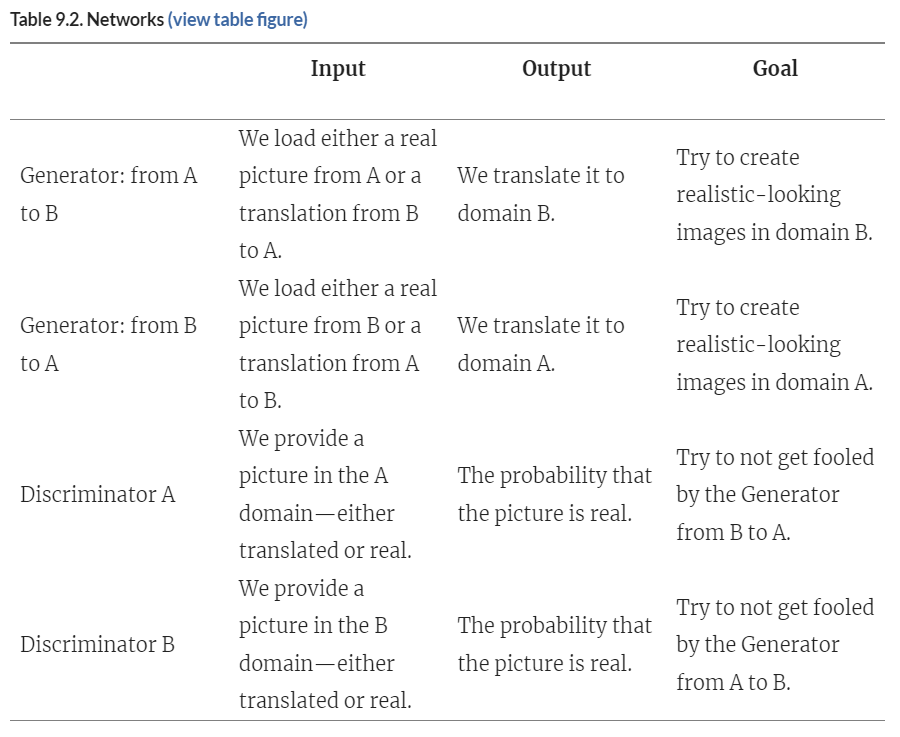 Table 9.2. Networks (view table figure)
Input Output Goal
Generator: from A
to B
We load either a real
picture from A or a
translation from B
to A.
We translate it to
domain B.
Try to create
realistic-looking
images in domain B.
Generator: from B
to A
We load either a real
picture from B or a
translation from A
to B.
We translate it to
domain A.
Try to create
realistic-looking
images in domain A.
Discriminator A
We provide a
picture in the A
domain—either
translated or real.
The probability that
the picture is real.
Try to not get fooled
by the Generator
from B to A.
Discriminator B
We provide a
picture in the B
domain—either
translated or real.
The probability that
the picture is real.
Try to not get fooled
by the Generator
from A to B.